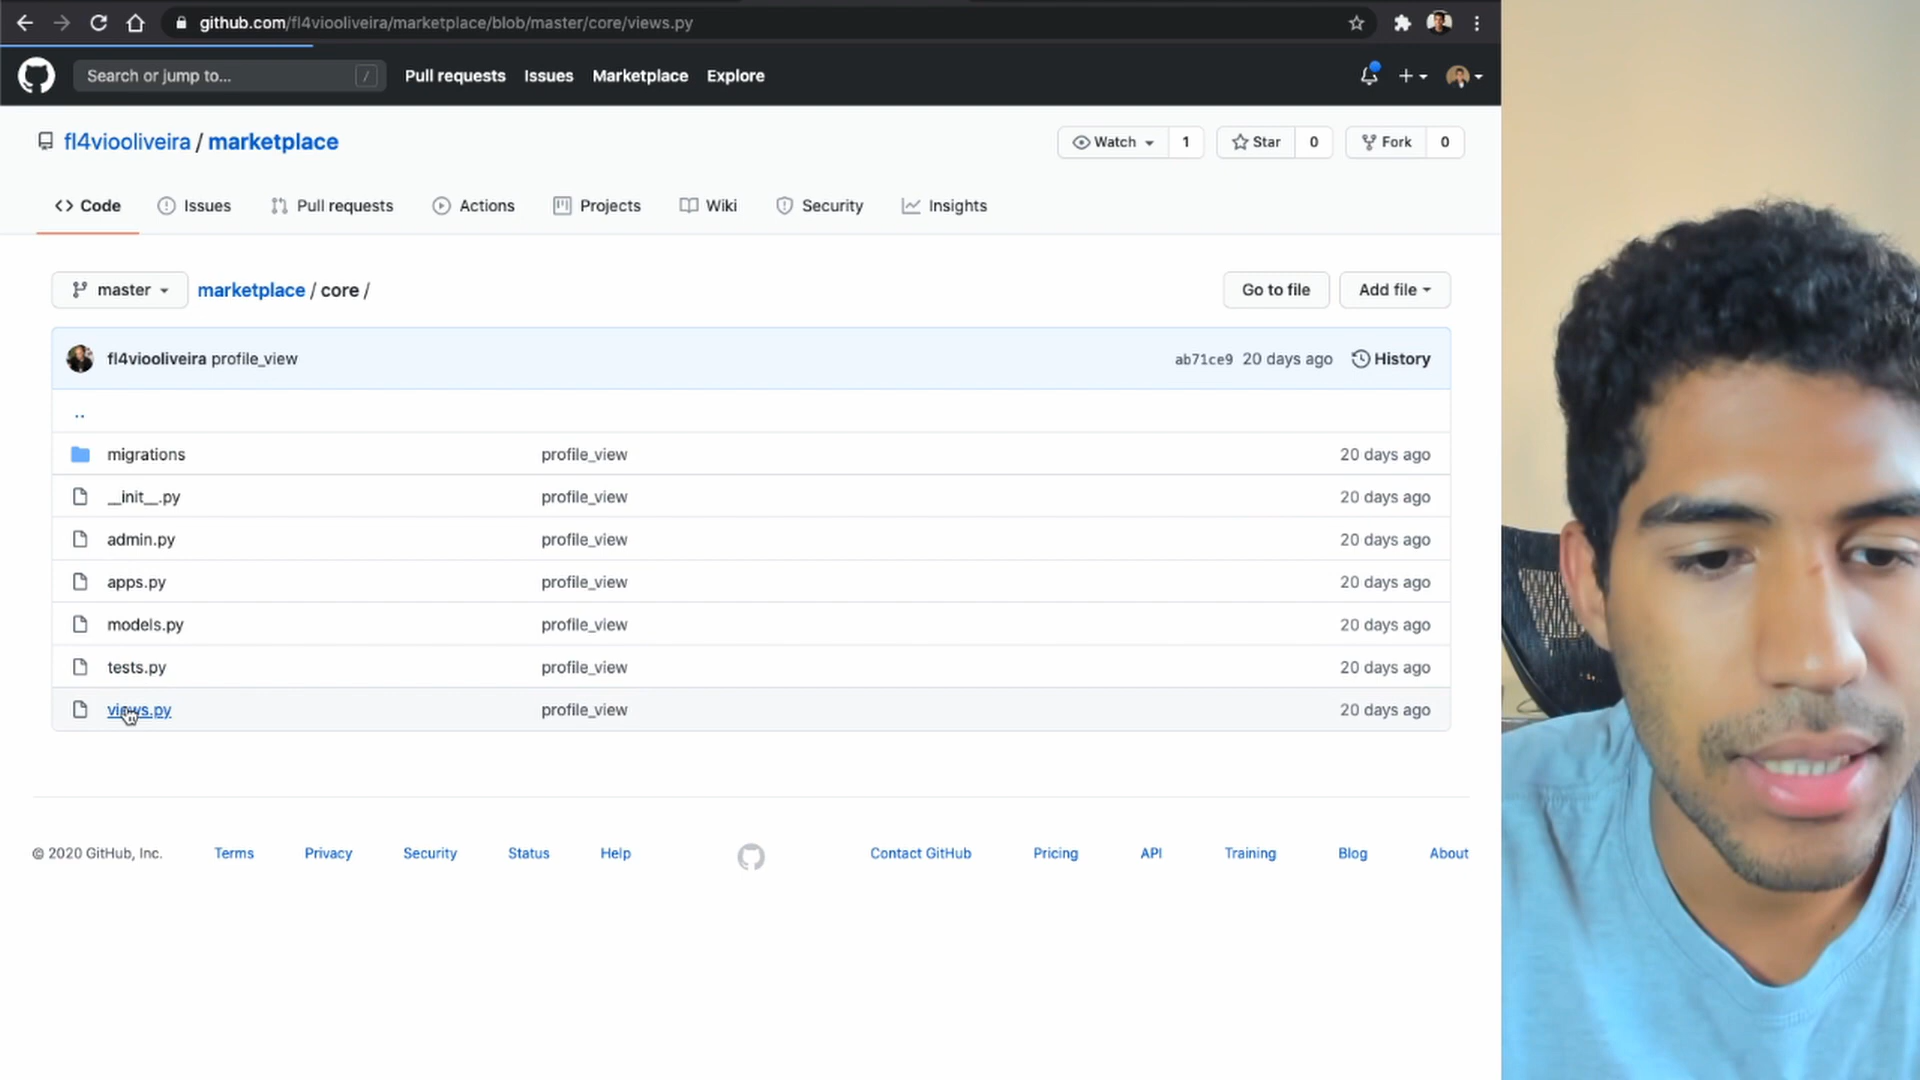 github.com/fl4viooliveira/marketplace/blob/master/core/views.py
Search or jump to... /
Pull requests Issues Marketplace Explore
fl4viooliveira / marketplace
Watch 1 Star 0 Fork 0
Code Issues Pull requests Actions Projects Wiki Security Insights
master marketplace / core / Go to file Add file
fl4viooliveira profile_view ab71ce9 20 days ago History
..
migrations profile_view 20 days ago
__init__.py profile_view 20 days ago
admin.py profile_view 20 days ago
apps.py profile_view 20 days ago
models.py profile_view 20 days ago
tests.py profile_view 20 days ago
views.py profile_view 20 days ago
© 2020 GitHub, Inc. Terms Privacy Security Status Help Contact GitHub Pricing API Training Blog About